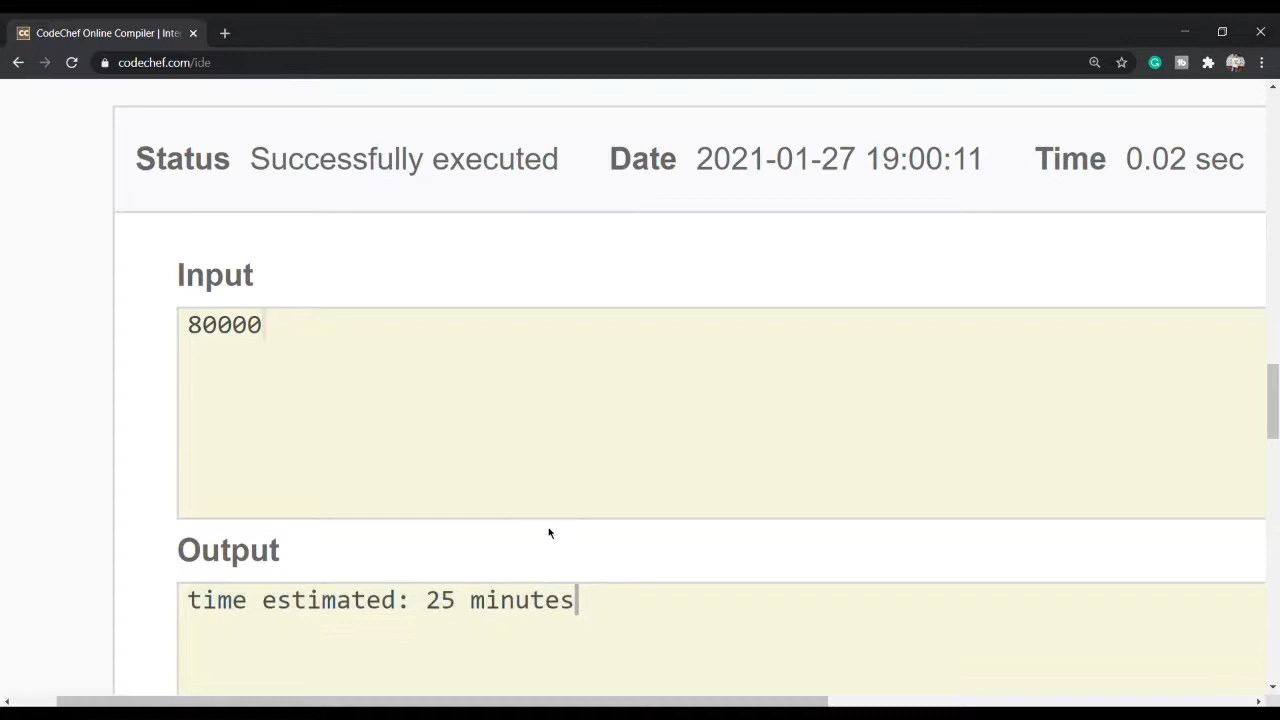 CC CodeChef Online Compiler | Inte
codechef.com/ide
Status Successfully executed Date 2021-01-27 19:00:11 Time 0.02 sec
Input
80000
Output
time estimated: 25 minutes